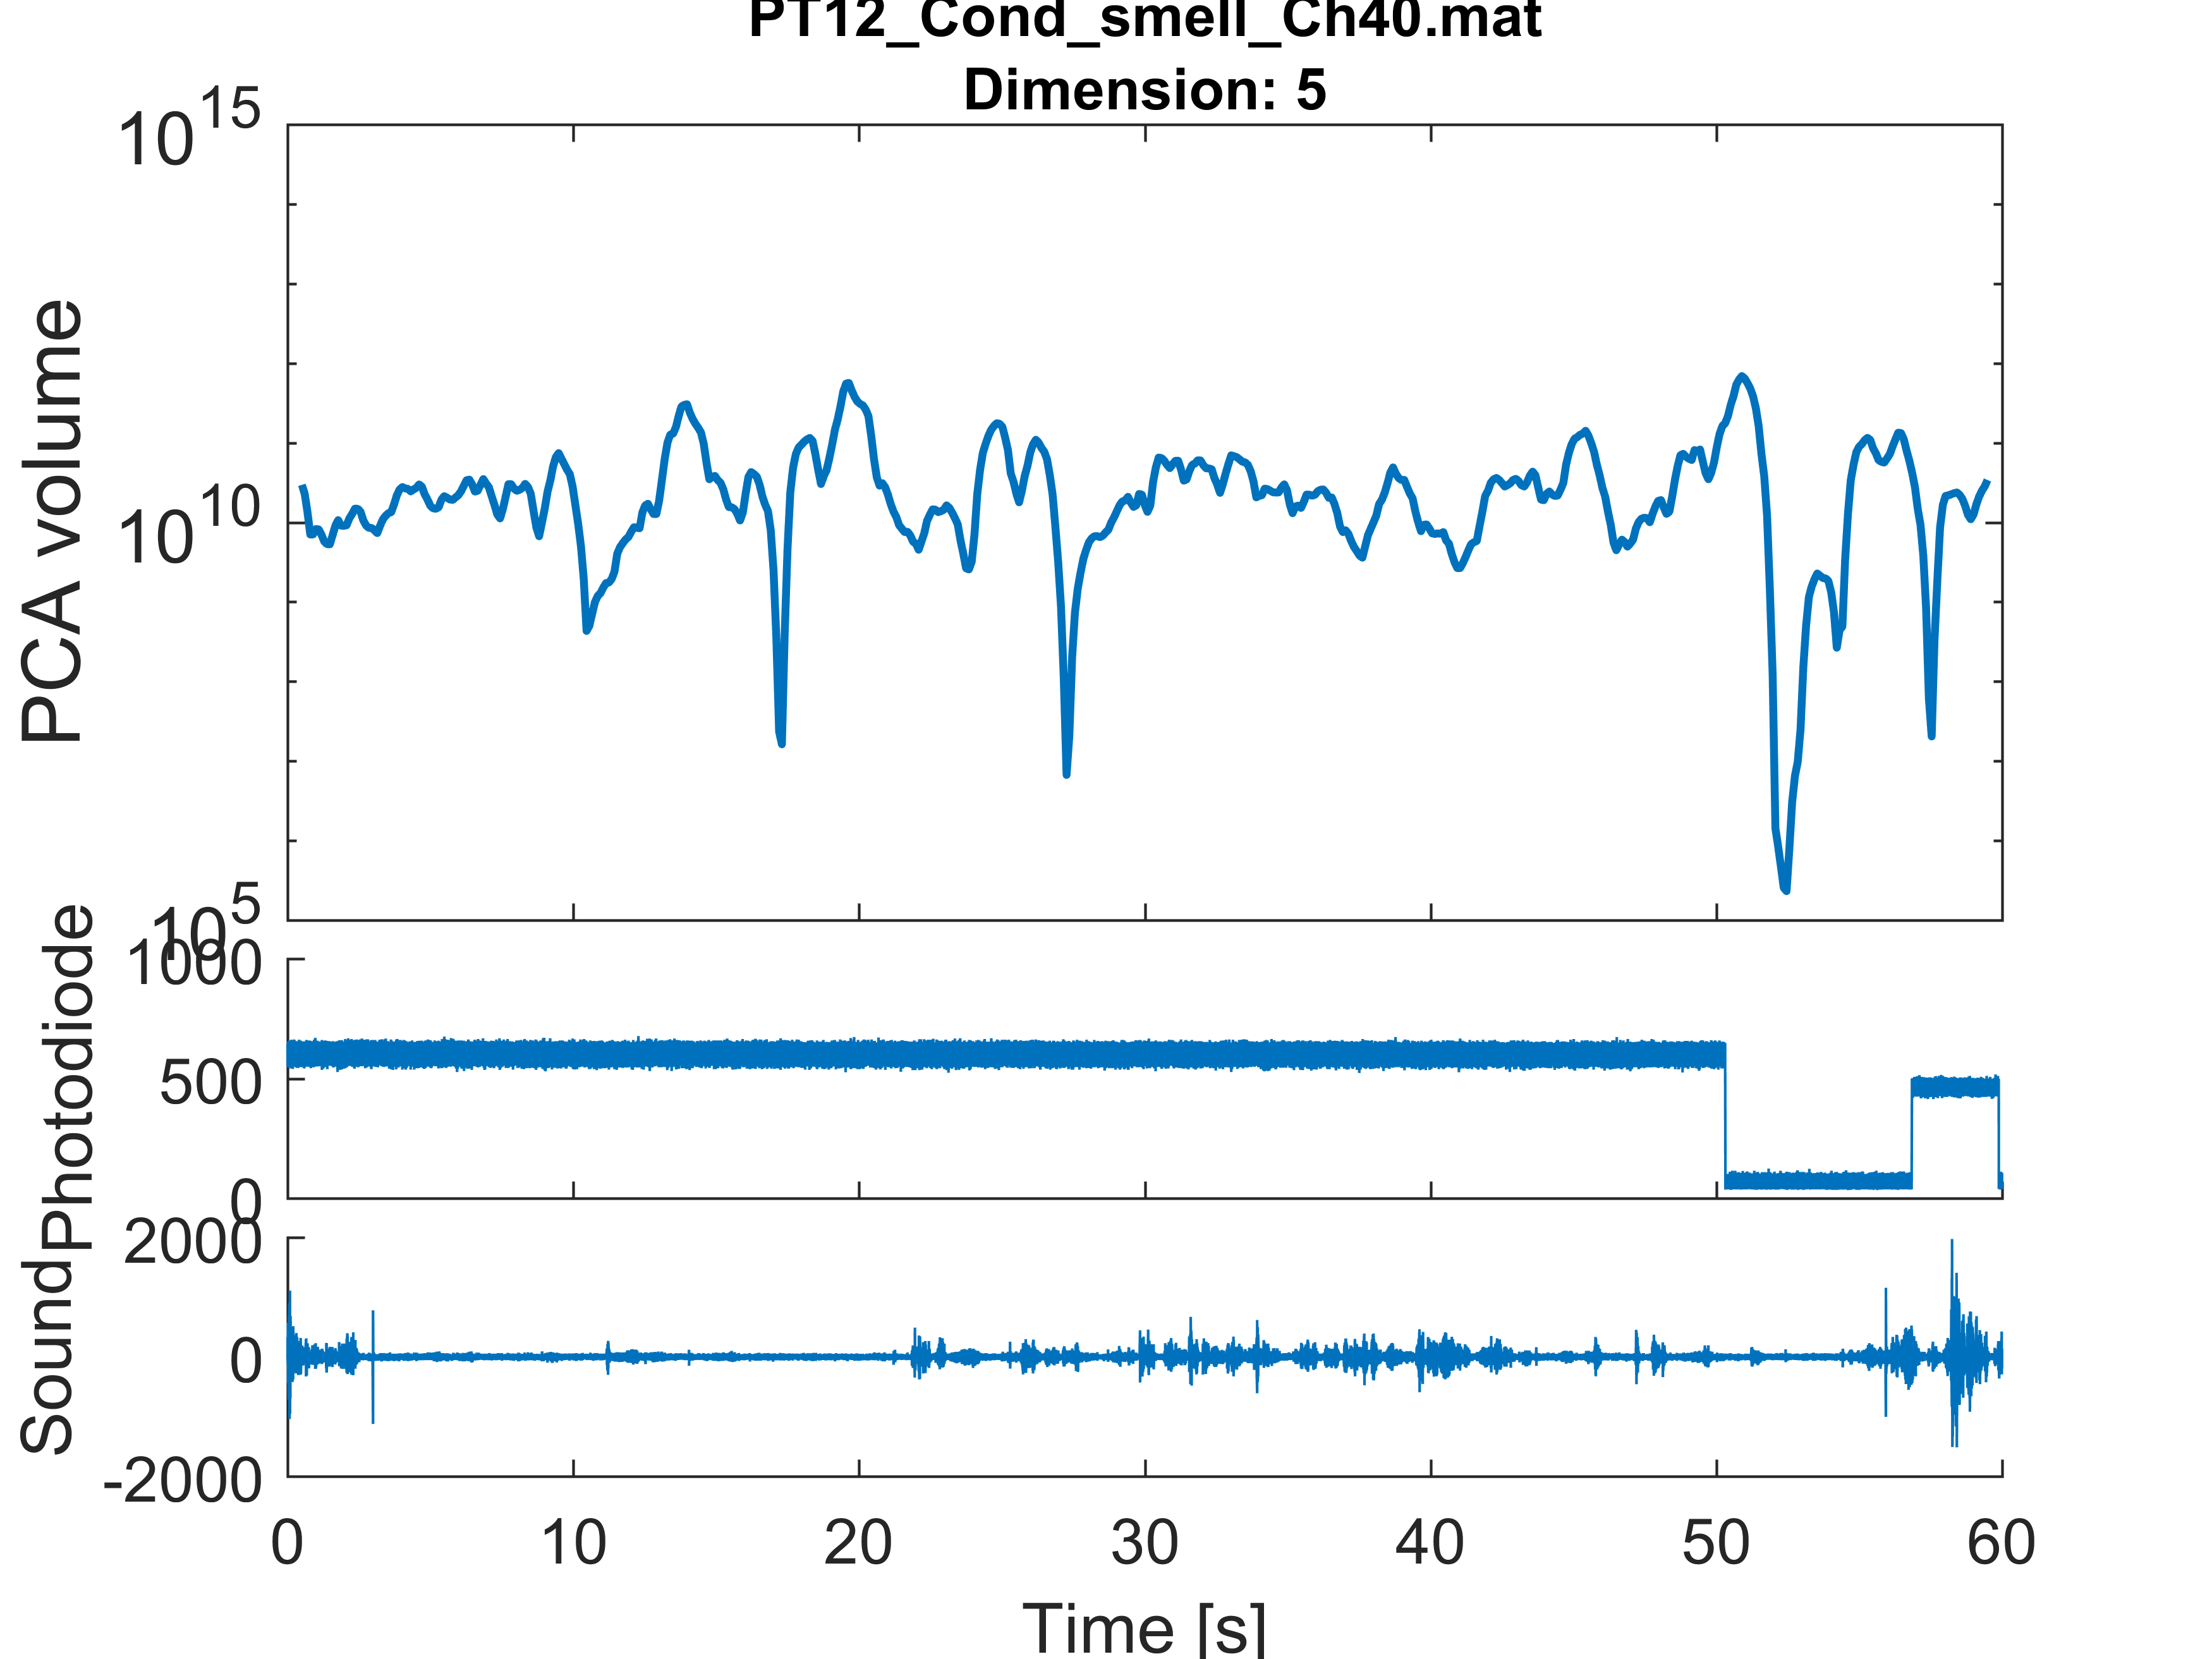 PT12_Cond_smell_Ch40.mat
Dimension: 5
PCA volume
10^15
10^10
10^5
Photodiode
1000
500
0
Sound
2000
0
-2000
0 10 20 30 40 50 60
Time [s]